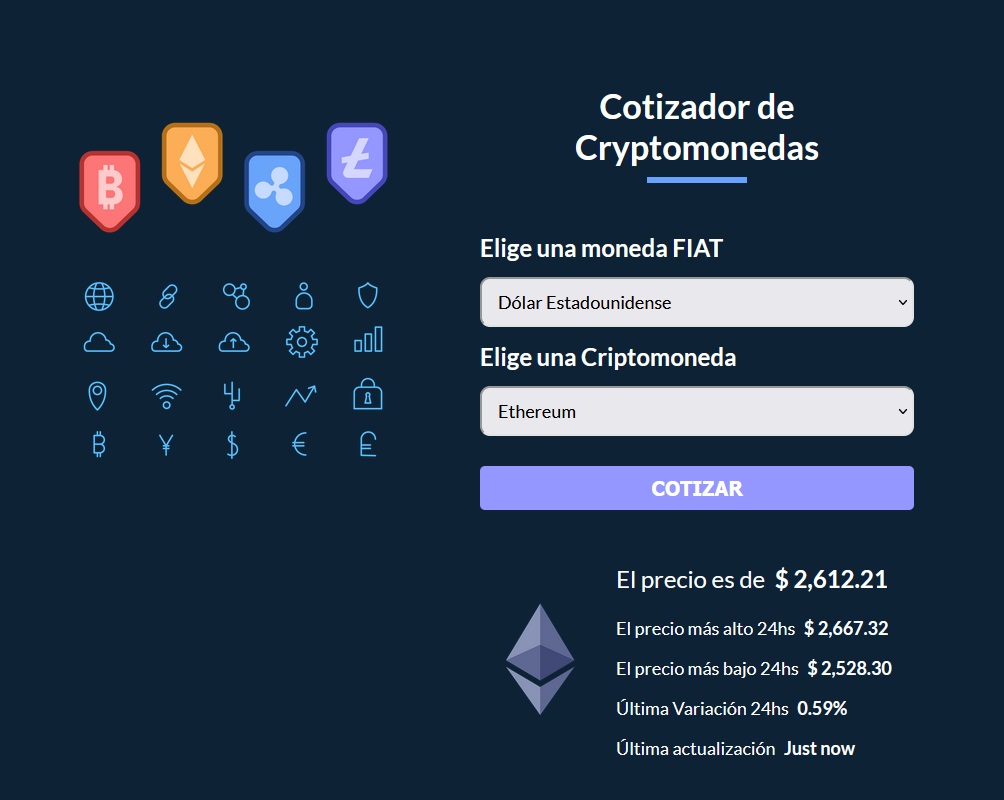 Cotizador de
Cryptomonedas
Elige una moneda FIAT
Dólar Estadounidense
Elige una Criptomoneda
Ethereum
COTIZAR
El precio es de $ 2,612.21
El precio más alto 24hs $ 2,667.32
El precio más bajo 24hs $ 2,528.30
Última Variación 24hs 0.59%
Última actualización Just now